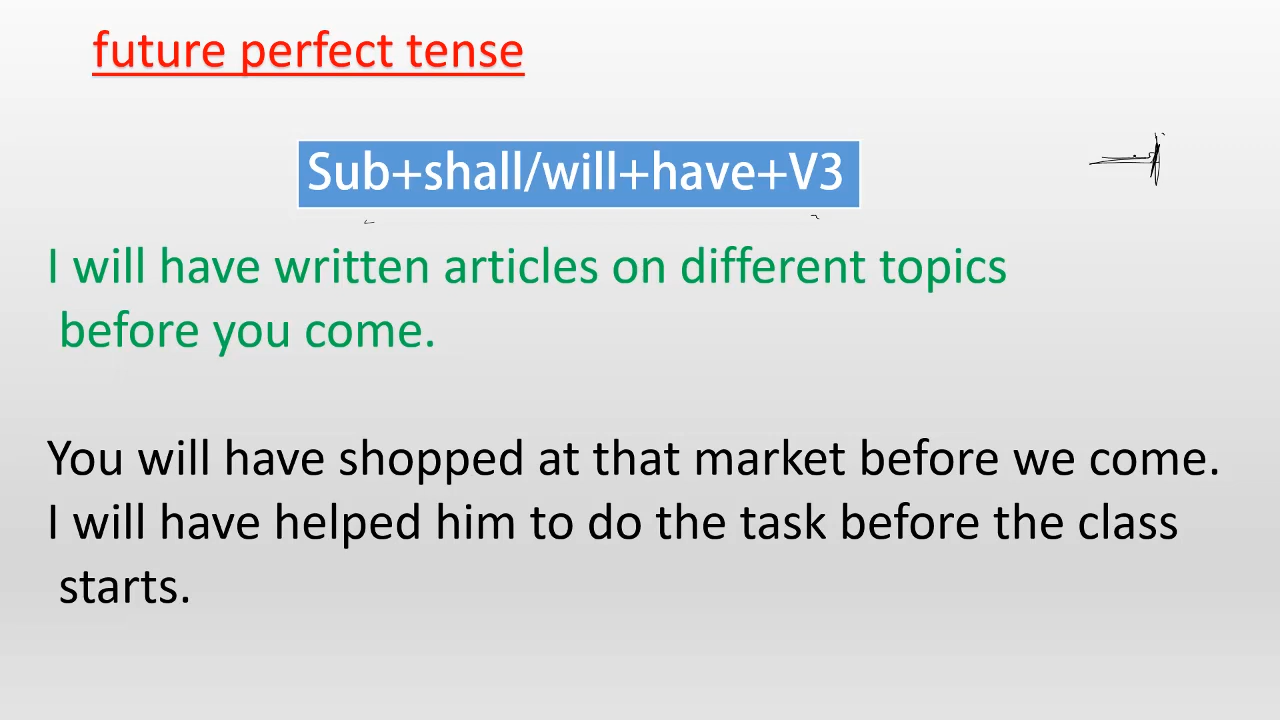 future perfect tense
Sub+shall/will+have+V3
I will have written articles on different topics
before you come.
You will have shopped at that market before we come.
I will have helped him to do the task before the class
starts.